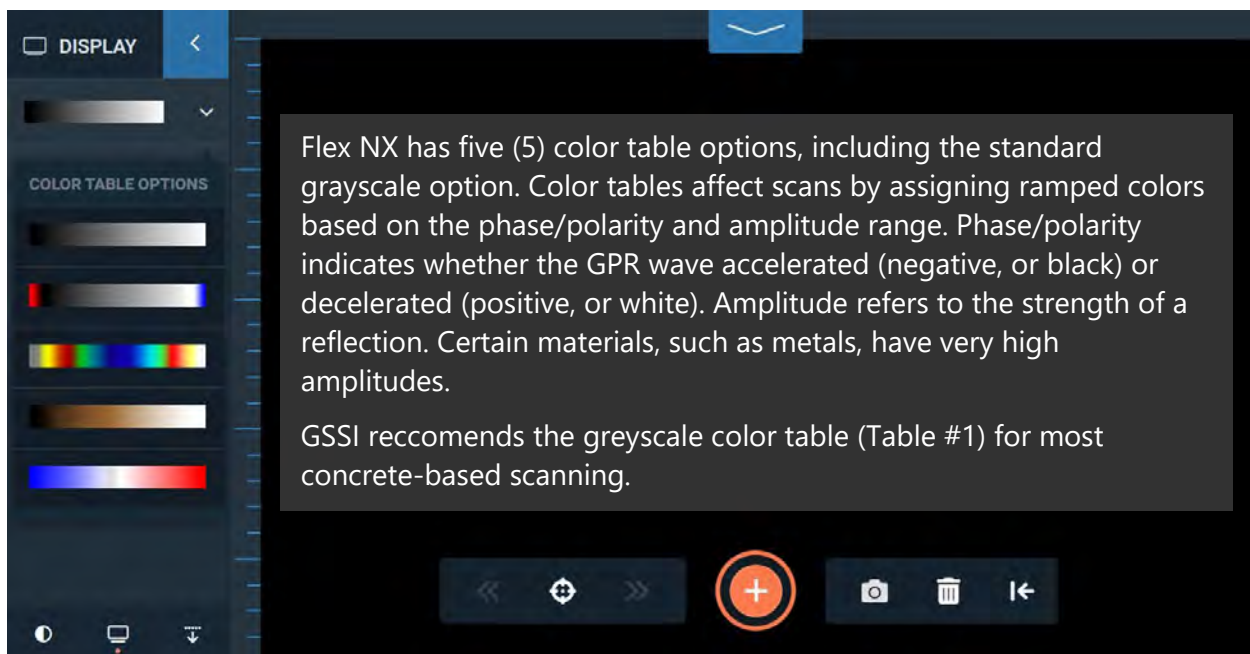 DISPLAY
COLOR TABLE OPTIONS
Flex NX has five (5) color table options, including the standard
grayscale option. Color tables affect scans by assigning ramped colors
based on the phase/polarity and amplitude range. Phase/polarity
indicates whether the GPR wave accelerated (negative, or black) or
decelerated (positive, or white). Amplitude refers to the strength of a
reflection. Certain materials, such as metals, have very high
amplitudes.
GSSI reccomends the greyscale color table (Table #1) for most
concrete-based scanning.